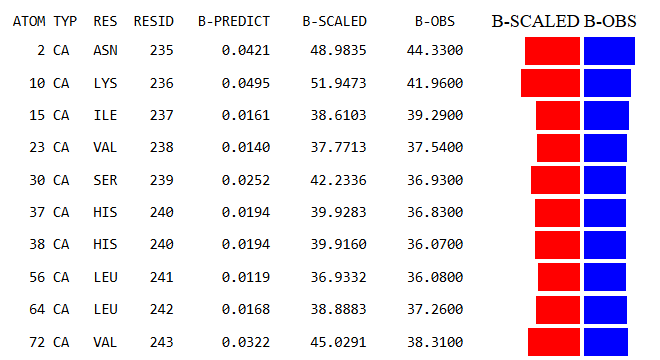 ATOM TYP RES RESID B-PREDICT B-SCALED B-OBS B-SCALED B-OBS
2 CA ASN 235 0.0421 48.9835 44.3300
10 CA LYS 236 0.0495 51.9473 41.9600
15 CA ILE 237 0.0161 38.6103 39.2900
23 CA VAL 238 0.0140 37.7713 37.5400
30 CA SER 239 0.0252 42.2336 36.9300
37 CA HIS 240 0.0194 39.9283 36.8300
38 CA HIS 240 0.0194 39.9160 36.0700
56 CA LEU 241 0.0119 36.9332 36.0800
64 CA LEU 242 0.0168 38.8883 37.2600
72 CA VAL 243 0.0322 45.0291 38.3100